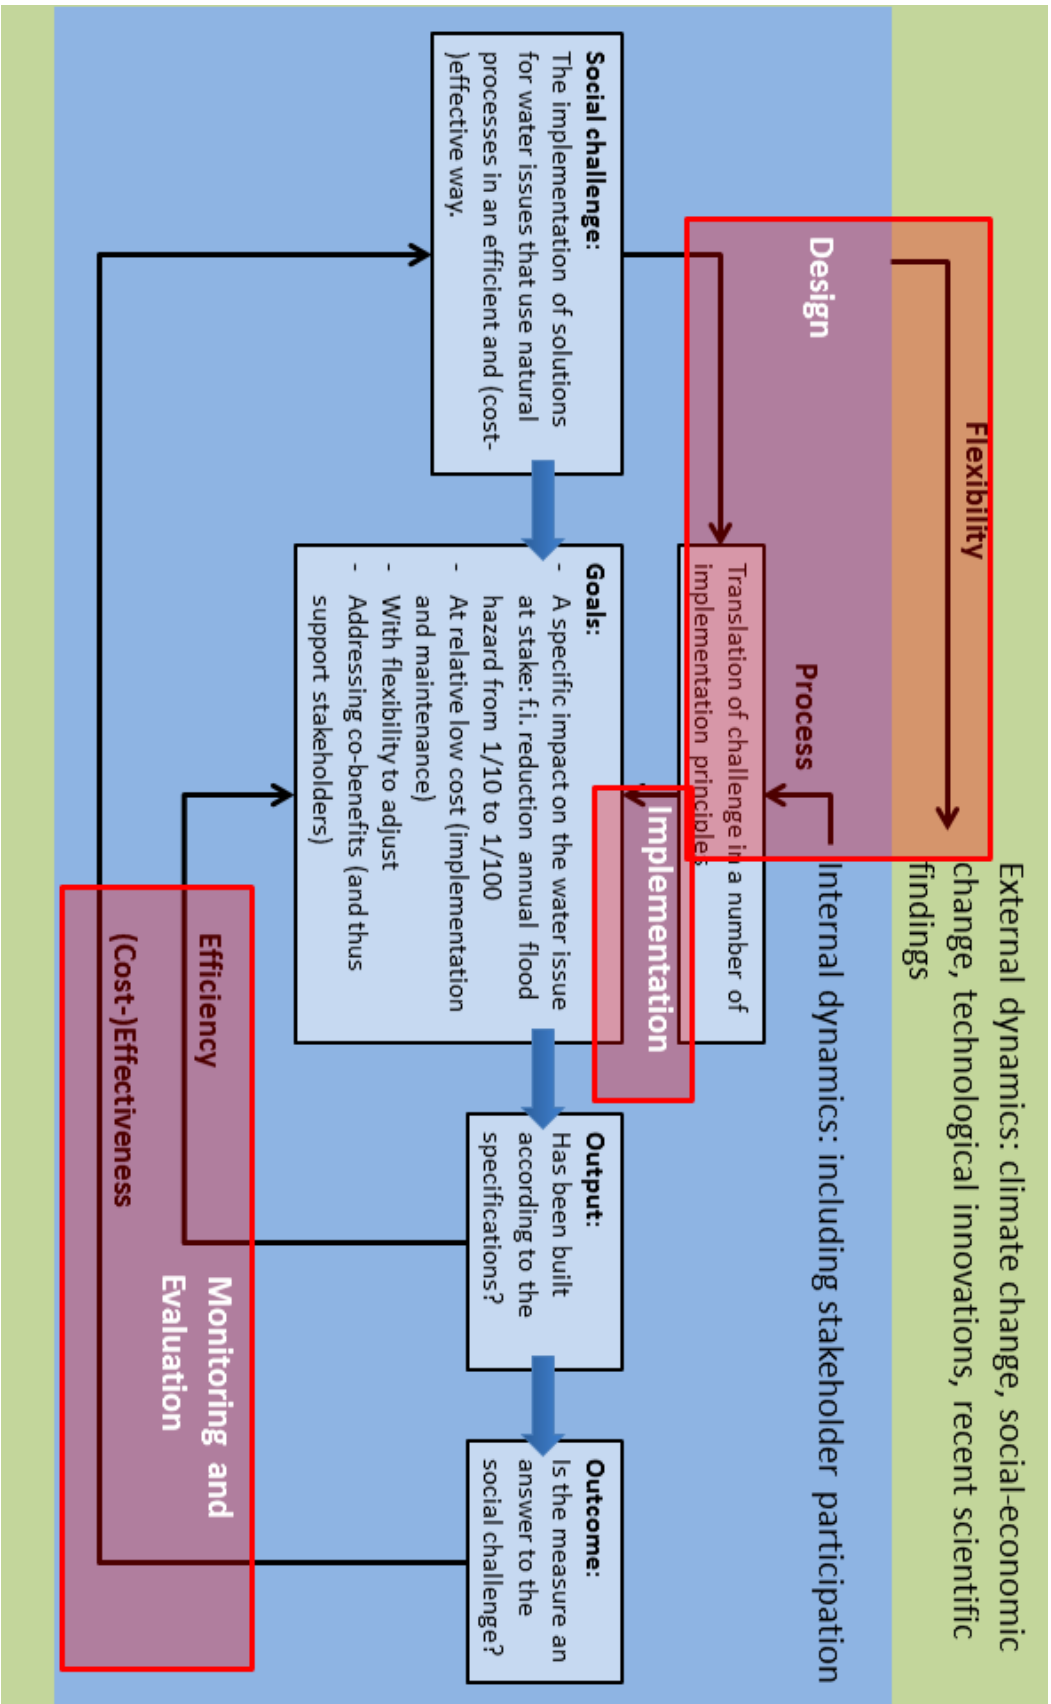 External dynamics: climate change, social-economic
change, technological innovations, recent scientific
findings
Flexibility
Internal dynamics: including stakeholder participation
Design
Process
Translation of challenge in a number of
implementation principles
Implementation
Social challenge:
The implementation of solutions
for water issues that use natural
processes in an efficient and (cost-
)effective way.
Goals:
- A specific impact on the water issue
at stake: f.i. reduction annual flood
hazard from 1/10 to 1/100
- At relative low cost (implementation
and maintenance)
- With flexibility to adjust
- Addressing co-benefits (and thus
support stakeholders)
Output:
Has been built
according to the
specifications?
Outcome:
Is the measure an
answer to the
social challenge?
Efficiency
(Cost-)Effectiveness
Monitoring and
Evaluation